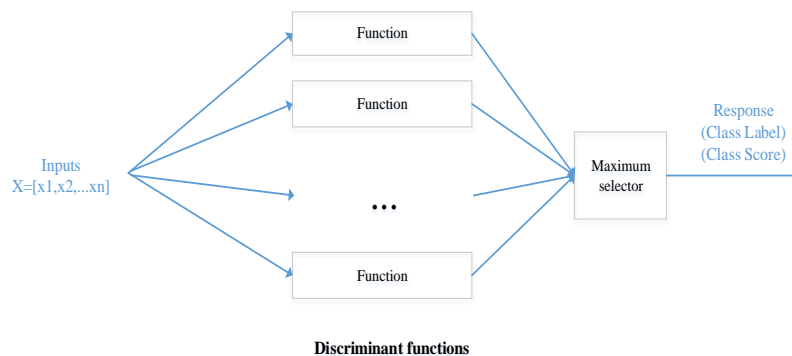 Function
Function
Inputs
X=[x1,x2,...xn]
...
Function
Maximum
selector
Response
(Class Label)
(Class Score)
Discriminant functions